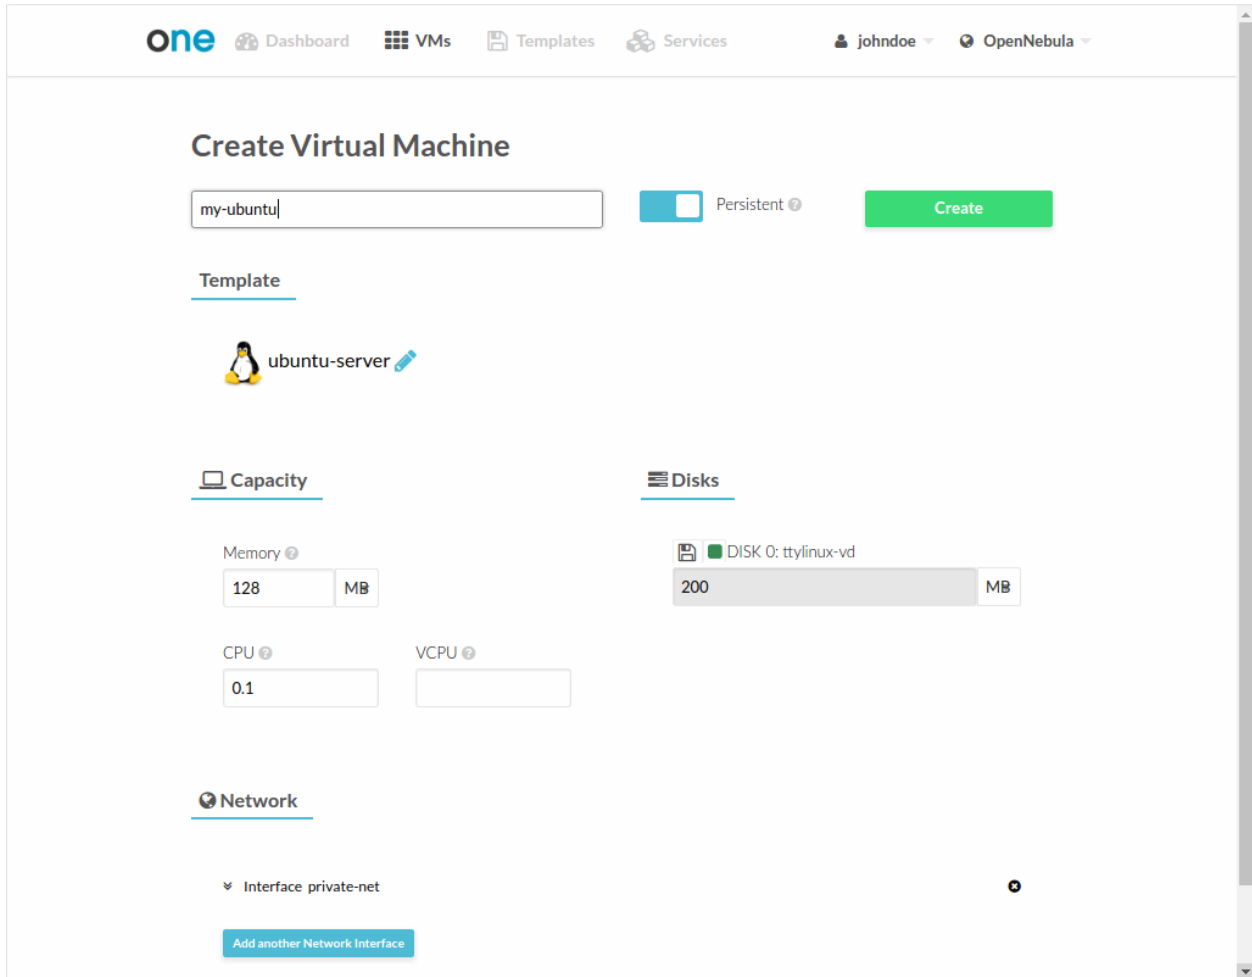 one Dashboard VMs Templates Services johndoe OpenNebula
Create Virtual Machine
my-ubuntu Persistent Create
Template
ubuntu-server
Capacity Disks
Memory DISK 0: ttylinux-vd
128 MB 200 MB
CPU VCPU
0.1
Network
Interface private-net
Add another Network Interface